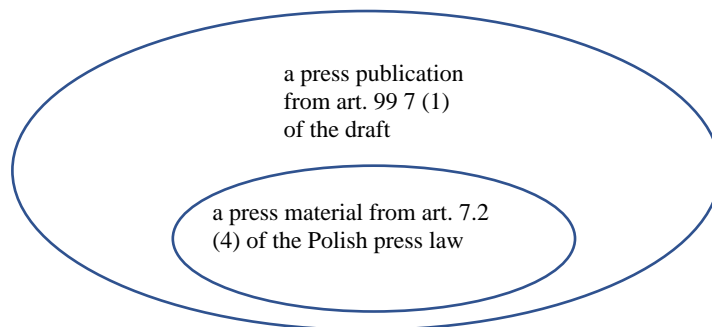 a press publication
from art. 99 7 (1)
of the draft
a press material from art. 7.2
(4) of the Polish press law